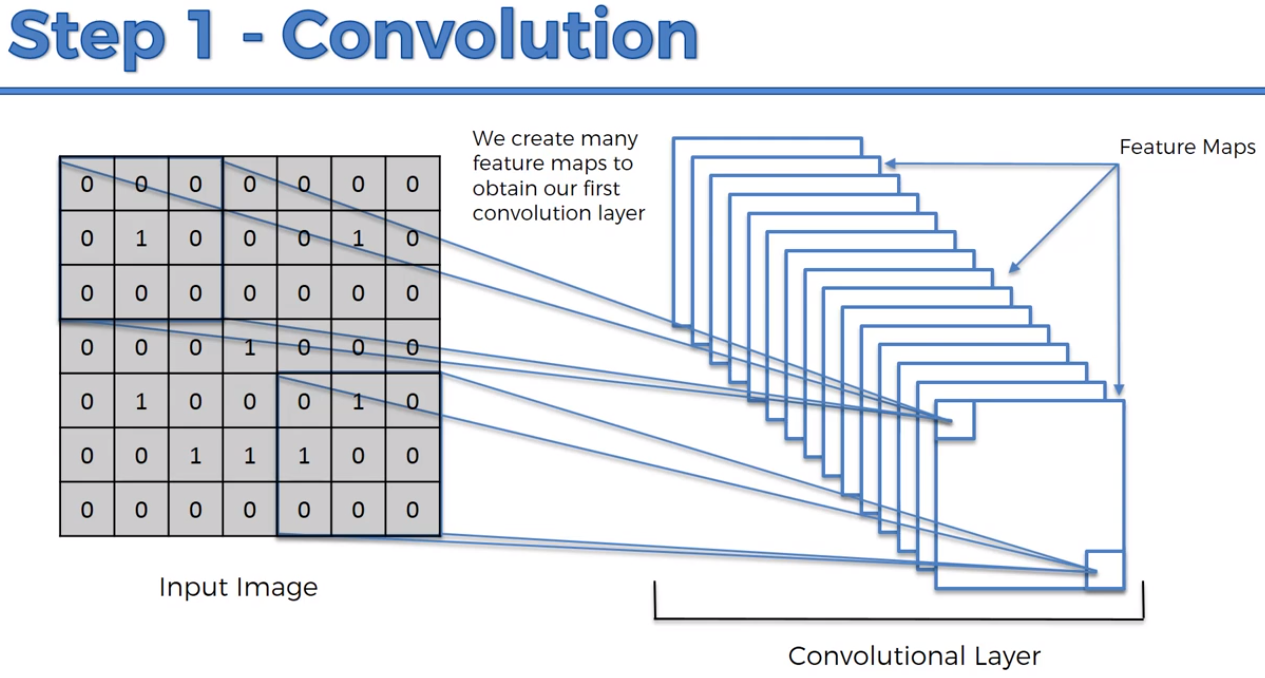 Step 1 - Convolution
We create many
feature maps to
obtain our first
convolution layer
Feature Maps
0 0 0 0 0 0 0
0 1 0 0 0 1 0
0 0 0 0 0 0 0
0 0 0 1 0 0 0
0 1 0 0 0 1 0
0 0 1 1 1 0 0
0 0 0 0 0 0 0
Input Image
Convolutional Layer